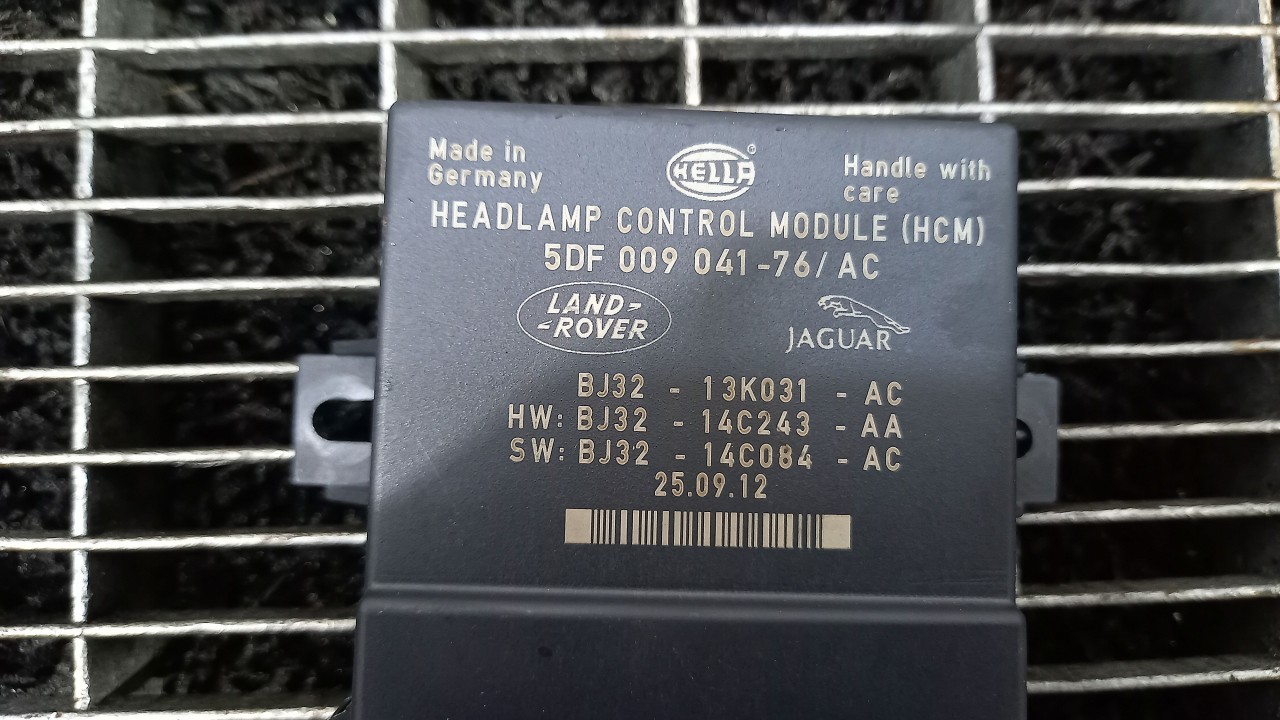 Made in
Germany
HELLA
®
Handle with
care
HEADLAMP CONTROL MODULE (HCM)
5DF 009 041-76/AC
LAND-
-ROVER
JAGUAR
BJ32 - 13K031 - AC
HW: BJ32 - 14C243 - AA
SW: BJ32 - 14C084 - AC
25.09.12